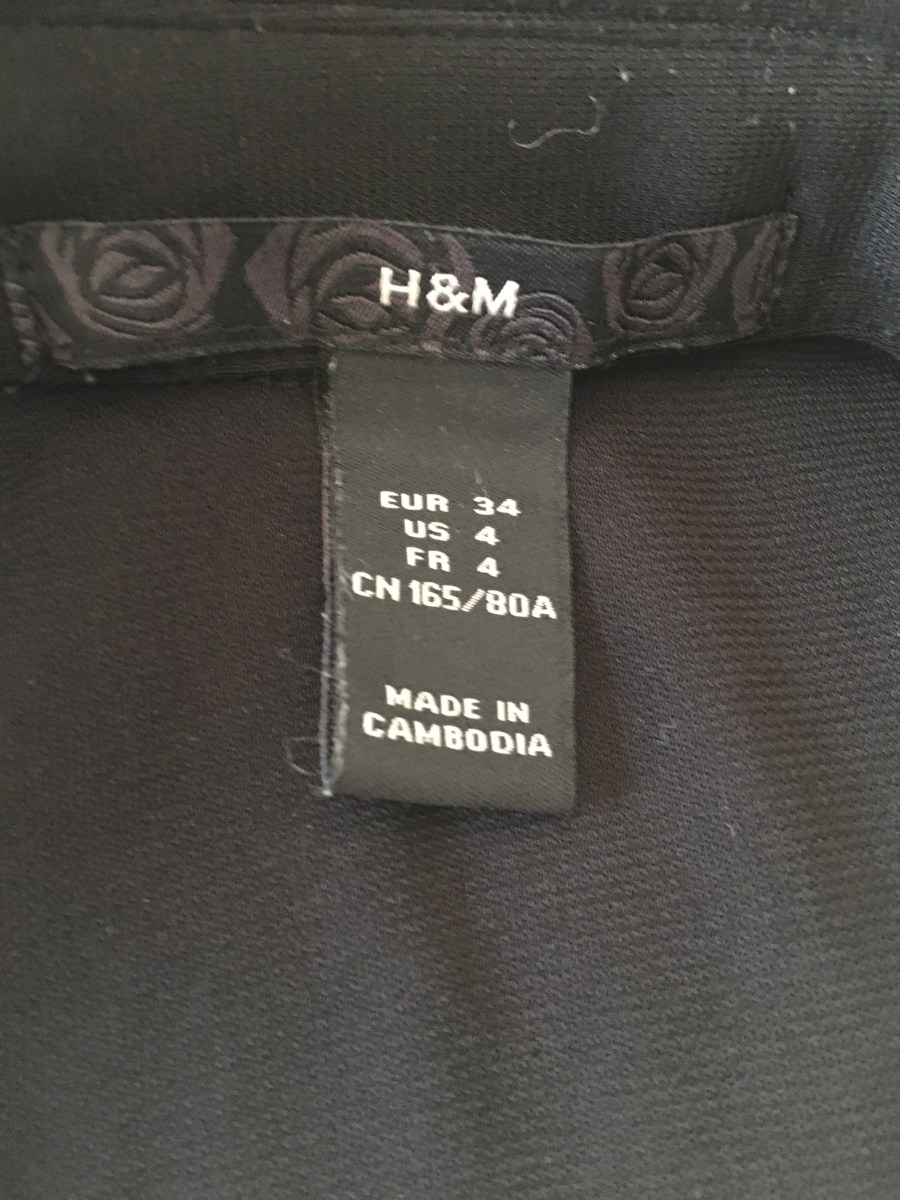 H&M
EUR 34
US 4
FR 4
CN 165/80A
MADE IN
CAMBODIA